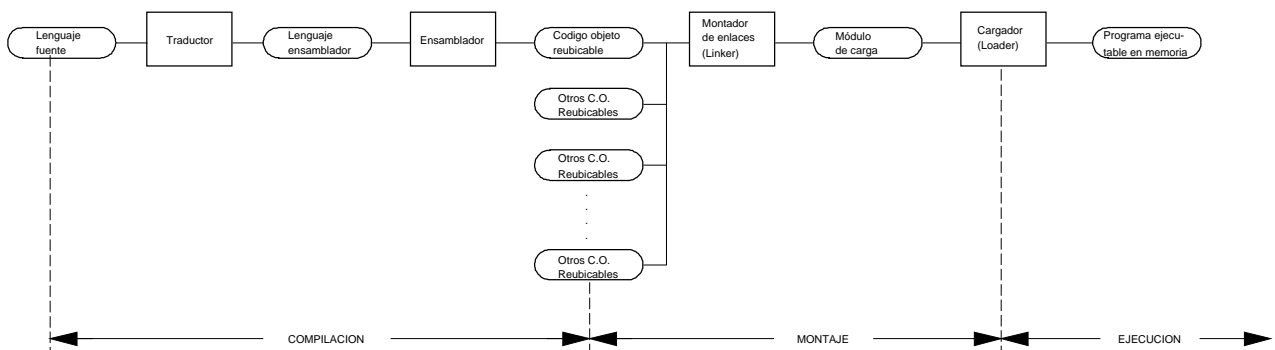 Lenguaje
fuente
Traductor
Lenguaje
ensamblador
Ensamblador
Codigo objeto
reubicable
Montador
de enlaces
(Linker)
Módulo
de carga
Cargador
(Loader)
Programa ejecu-
table en memoria
Otros C.O.
Reubicables
Otros C.O.
Reubicables
.
.
.
.
Otros C.O.
Reubicables
COMPILACION
MONTAJE
EJECUCION